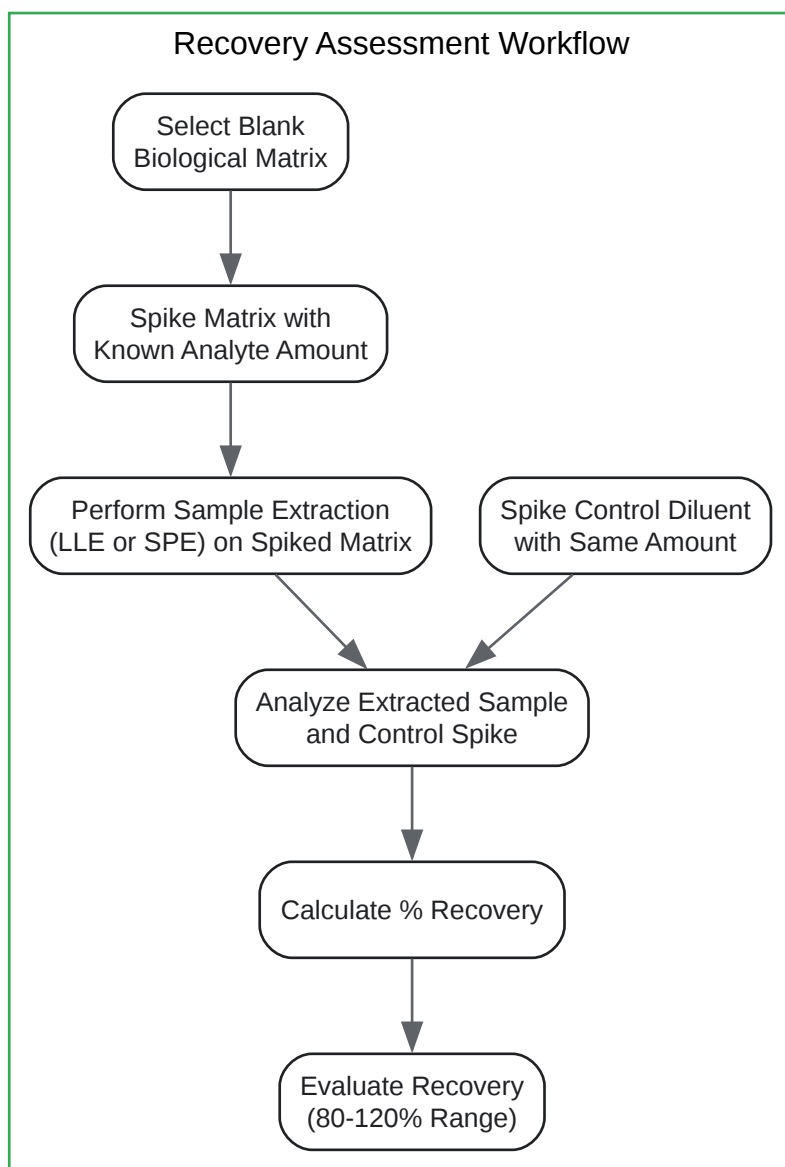 Recovery Assessment Workflow
Select Blank
Biological Matrix
Spike Matrix with
Known Analyte Amount
Perform Sample Extraction
(LLE or SPE) on Spiked Matrix
Spike Control Diluent
with Same Amount
Analyze Extracted Sample
and Control Spike
Calculate % Recovery
Evaluate Recovery
(80-120% Range)